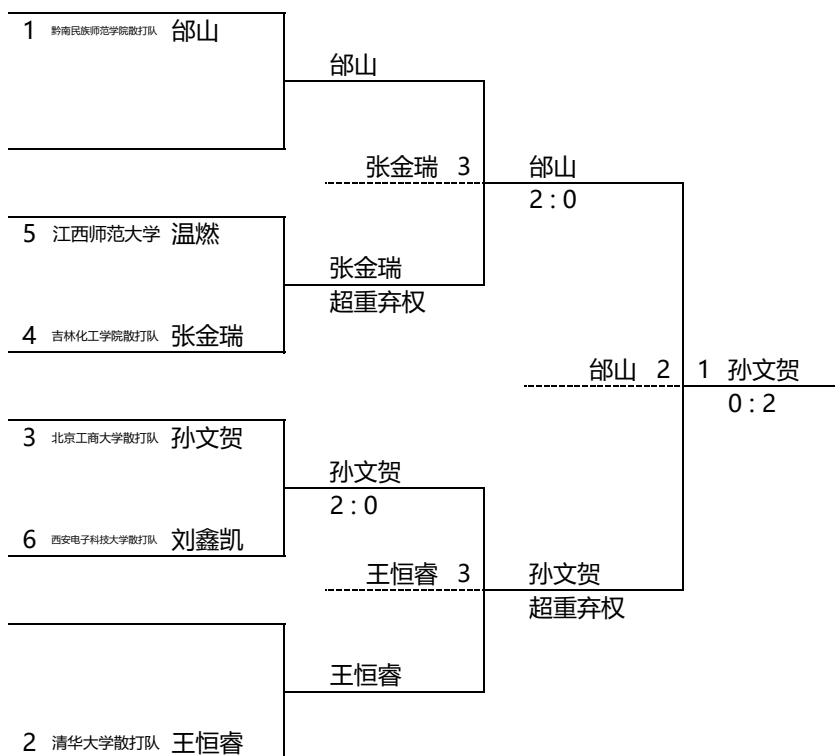 1 黔南民族师范学院散打队 邰山
邰山
张金瑞 3
邰山
2 : 0
5 江西师范大学 温燃
张金瑞
超重弃权
4 吉林化工学院散打队 张金瑞
邰山 2
1 孙文贺
0 : 2
3 北京工商大学散打队 孙文贺
孙文贺
2 : 0
6 西安电子科技大学散打队 刘鑫凯
王恒睿 3
孙文贺
超重弃权
王恒睿
2 清华大学散打队 王恒睿